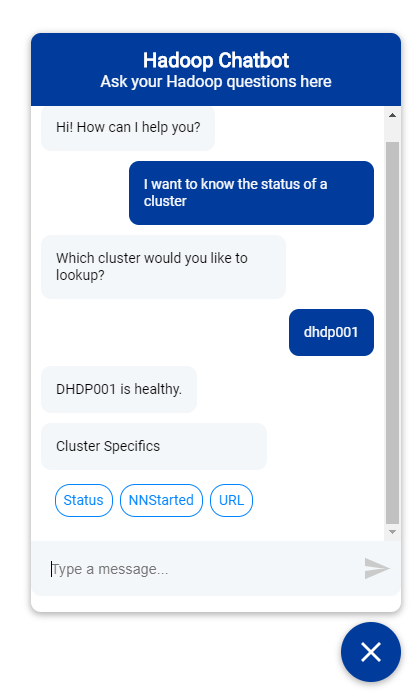 Hadoop Chatbot
Ask your Hadoop questions here
Hi! How can I help you?
I want to know the status of a
cluster
Which cluster would you like to
lookup?
dhdp001
DHDP001 is healthy.
Cluster Specifics
Status NNStarted URL
Type a message...